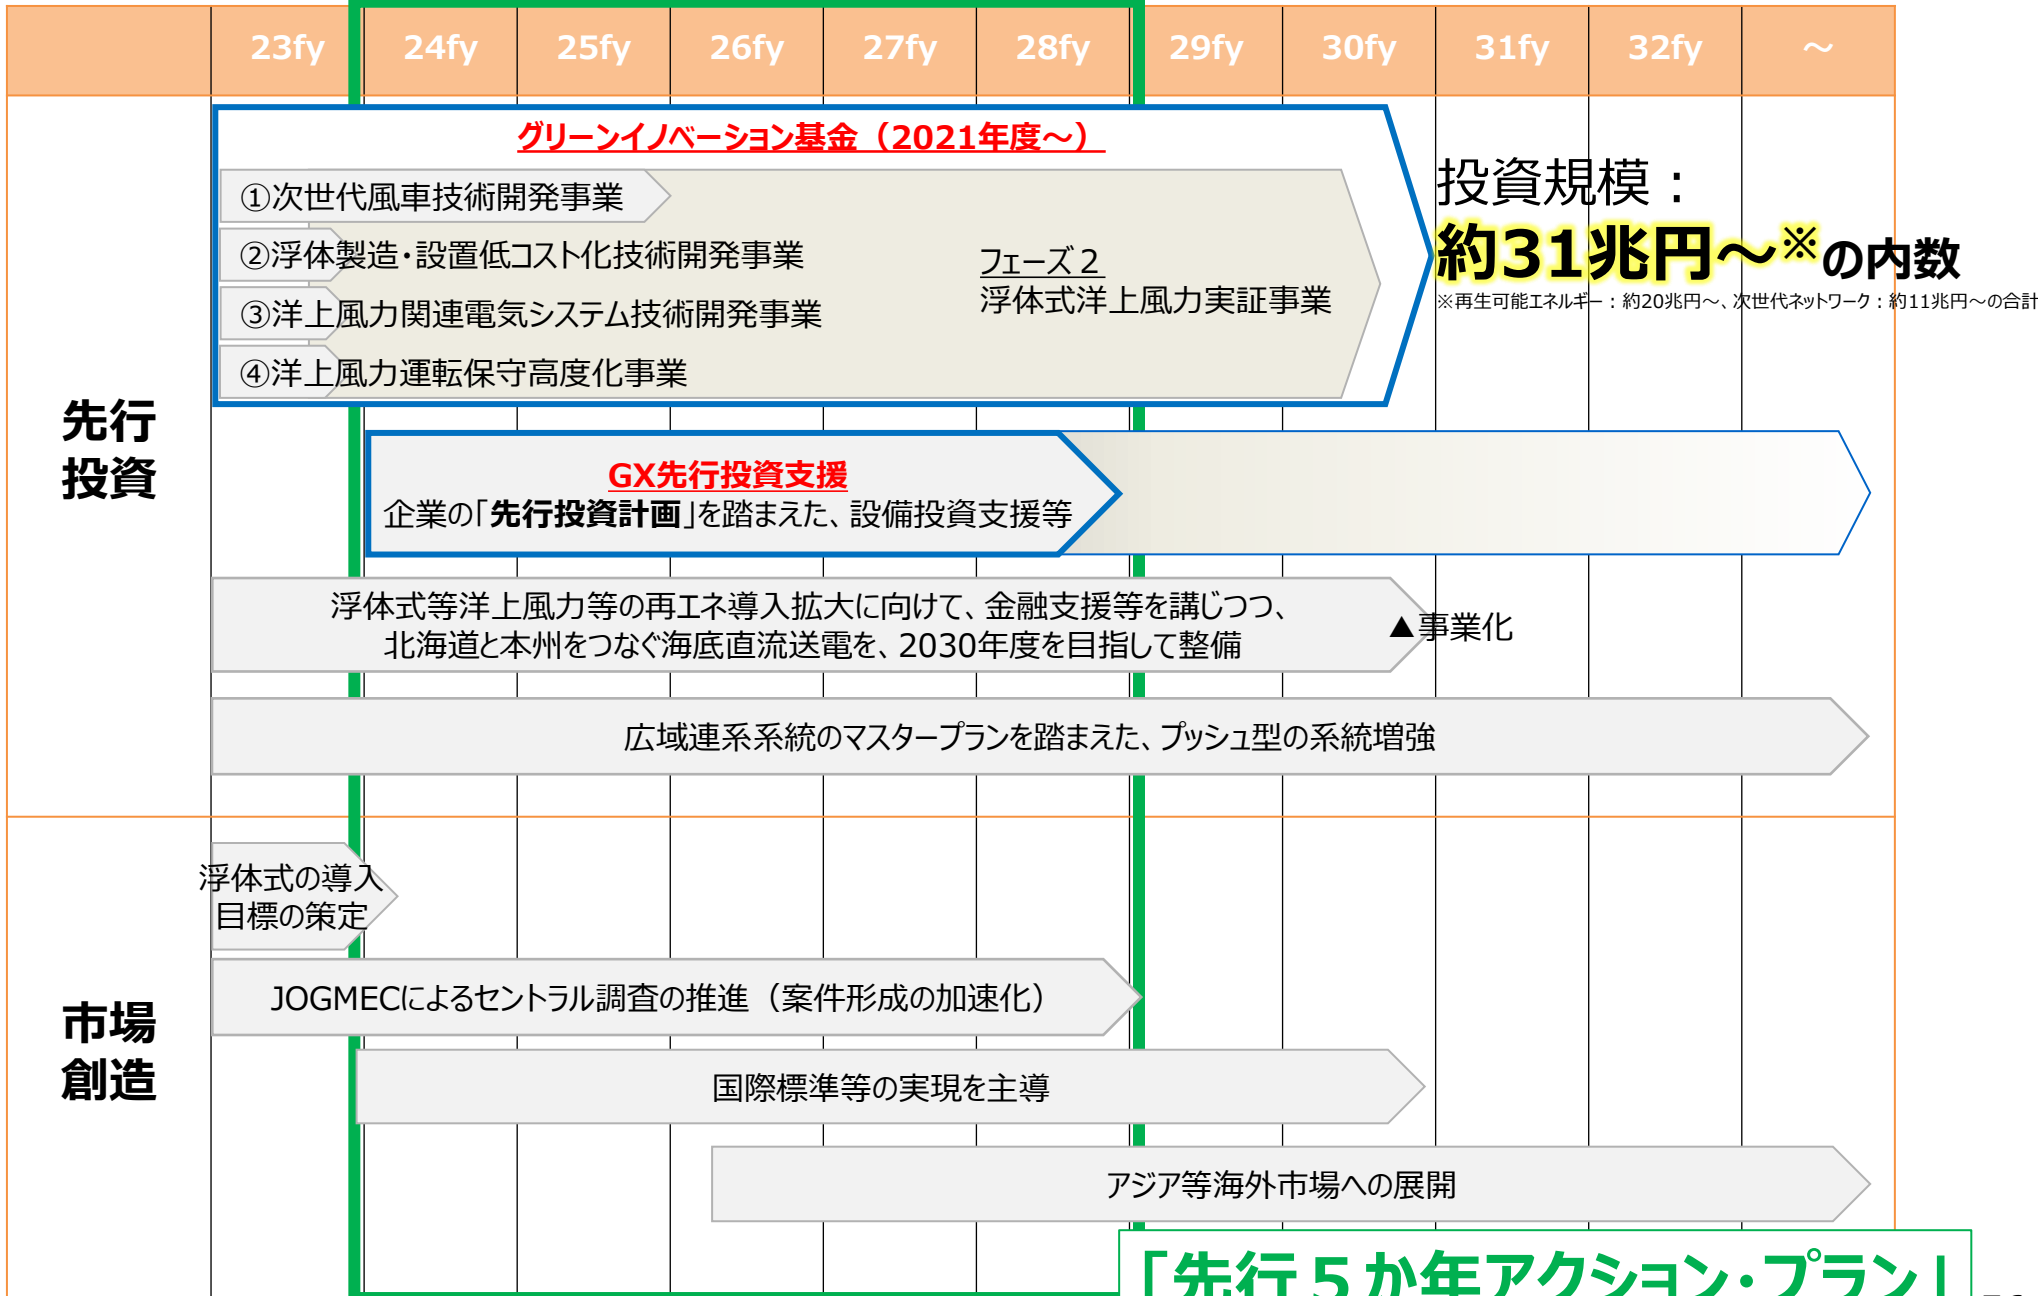 23fy 24fy 25fy 26fy 27fy 28fy 29fy 30fy 31fy 32fy ～
先行
投資
グリーンイノベーション基金（2021年度～）
①次世代風車技術開発事業
②浮体製造・設置低コスト化技術開発事業
③洋上風力関連電気システム技術開発事業
④洋上風力運転保守高度化事業
フェーズ２
浮体式洋上風力実証事業
投資規模：
約31兆円～※の内数
※再生可能エネルギー：約20兆円～、次世代ネットワーク：約11兆円～の合計
GX先行投資支援
企業の「先行投資計画」を踏まえた、設備投資支援等
浮体式等洋上風力等の再エネ導入拡大に向けて、金融支援等を講じつつ、
北海道と本州をつなぐ海底直流送電を、2030年度を目指して整備
▲事業化
広域連系系統のマスタープランを踏まえた、プッシュ型の系統増強
市場
創造
浮体式の導入
目標の策定
JOGMECによるセントラル調査の推進（案件形成の加速化）
国際標準等の実現を主導
アジア等海外市場への展開
「先行５か年アクション・プラン」